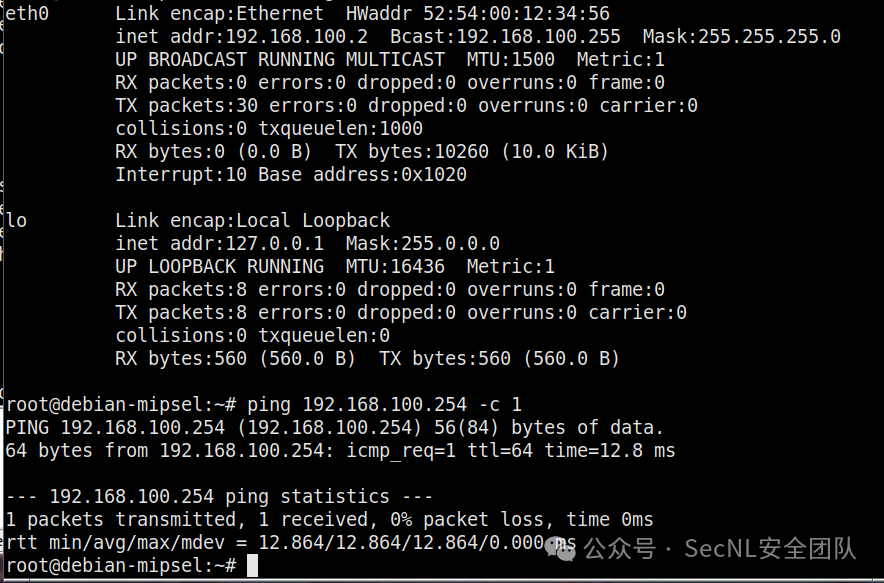 eth0      Link encap:Ethernet  HWaddr 52:54:00:12:34:56
          inet addr:192.168.100.2  Bcast:192.168.100.255  Mask:255.255.255.0
          UP BROADCAST RUNNING MULTICAST  MTU:1500  Metric:1
          RX packets:0 errors:0 dropped:0 overruns:0 frame:0
          TX packets:30 errors:0 dropped:0 overruns:0 carrier:0
          collisions:0 txqueuelen:1000
          RX bytes:0 (0.0 B)  TX bytes:10260 (10.0 KiB)
          Interrupt:10 Base address:0x1020

lo        Link encap:Local Loopback
          inet addr:127.0.0.1  Mask:255.0.0.0
          UP LOOPBACK RUNNING  MTU:16436  Metric:1
          RX packets:8 errors:0 dropped:0 overruns:0 frame:0
          TX packets:8 errors:0 dropped:0 overruns:0 carrier:0
          collisions:0 txqueuelen:0
          RX bytes:560 (560.0 B)  TX bytes:560 (560.0 B)

root@debian-mipsel:~# ping 192.168.100.254 -c 1
PING 192.168.100.254 (192.168.100.254) 56(84) bytes of data.
64 bytes from 192.168.100.254: icmp_req=1 ttl=64 time=12.8 ms

--- 192.168.100.254 ping statistics ---
1 packets transmitted, 1 received, 0% packet loss, time 0ms
rtt min/avg/max/mdev = 12.864/12.864/12.864/0.000 ms
公众号 · SecNL安全团队
root@debian-mipsel:~#